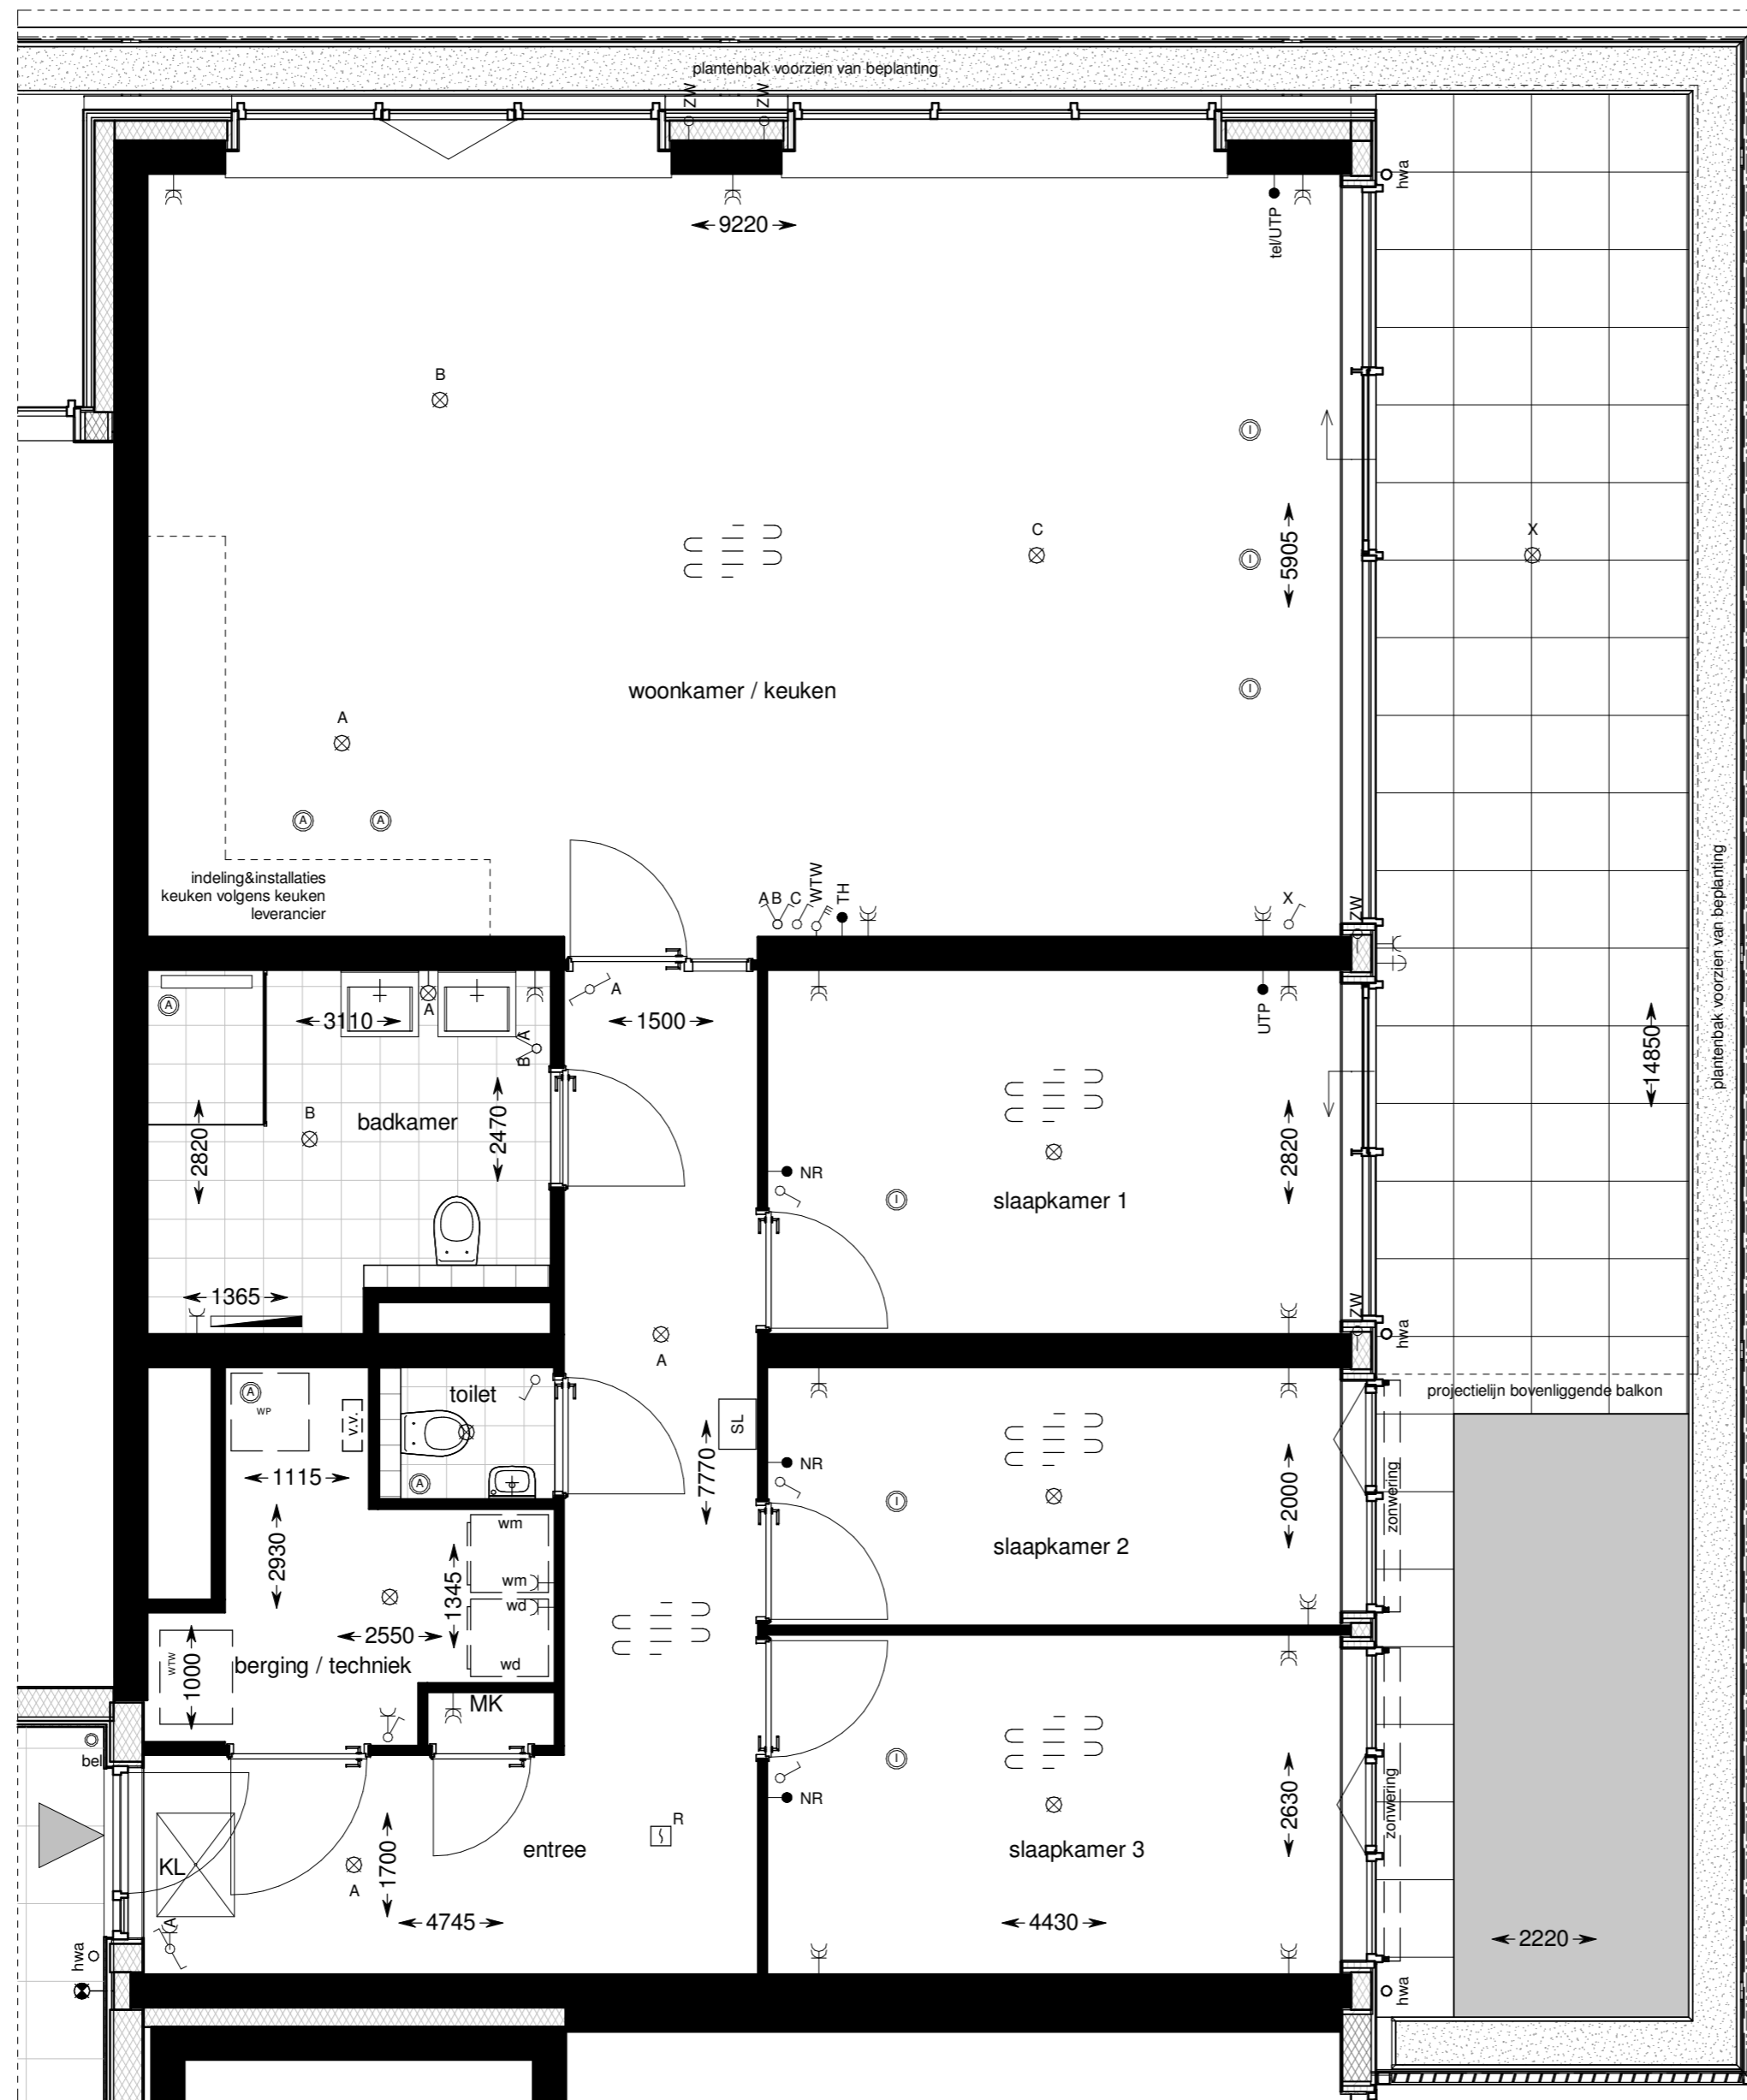 plantenbak voorzien van beplanting
ZW
ZW
hwa
9220
tel/UTP
B
I
C
X
5905
I
woonkamer / keuken
I
A
A
A
indeling&installaties
keuken volgens keuken
leverancier
A B C WTW TH
X
ZW
plantenbak voorzien van beplanting
A
3110
A
A
1500
UTP
14850
B A
B
badkamer
2470
2820
2820
NR
I
slaapkamer 1
1365
A
ZW
hwa
projectielijn bovenliggende balkon
toilet
A
WP
V.V.
SL
1115
A
7770
NR
I
2000
zonwering
wm
2930
slaapkamer 2
1345
wm
wd
2550
WTW
1000
berging / techniek
wd
MK
bel
I
NR
2630
zonwering
R
entree
slaapkamer 3
KL
1700
A
A
4745
4430
2220
hwa
hwa